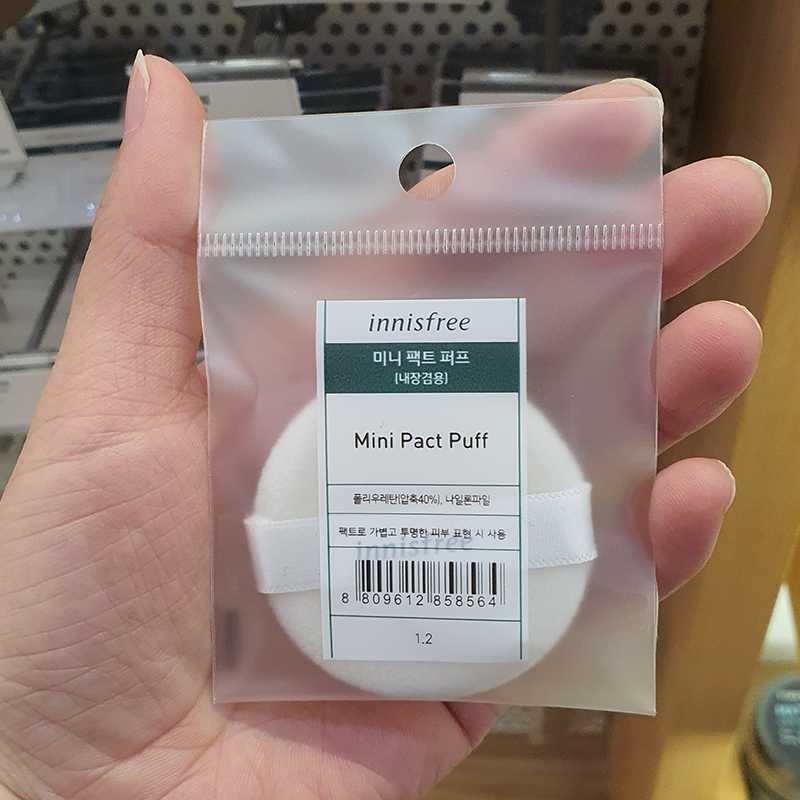 innisfree
미니 팩트 퍼프
(내장겸용)
Mini Pact Puff
폴리우레탄(압축40%), 나일론파일
팩트로 가볍고 투명한 피부 표현 시 사용
innisfree
8 809612 858564
1.2